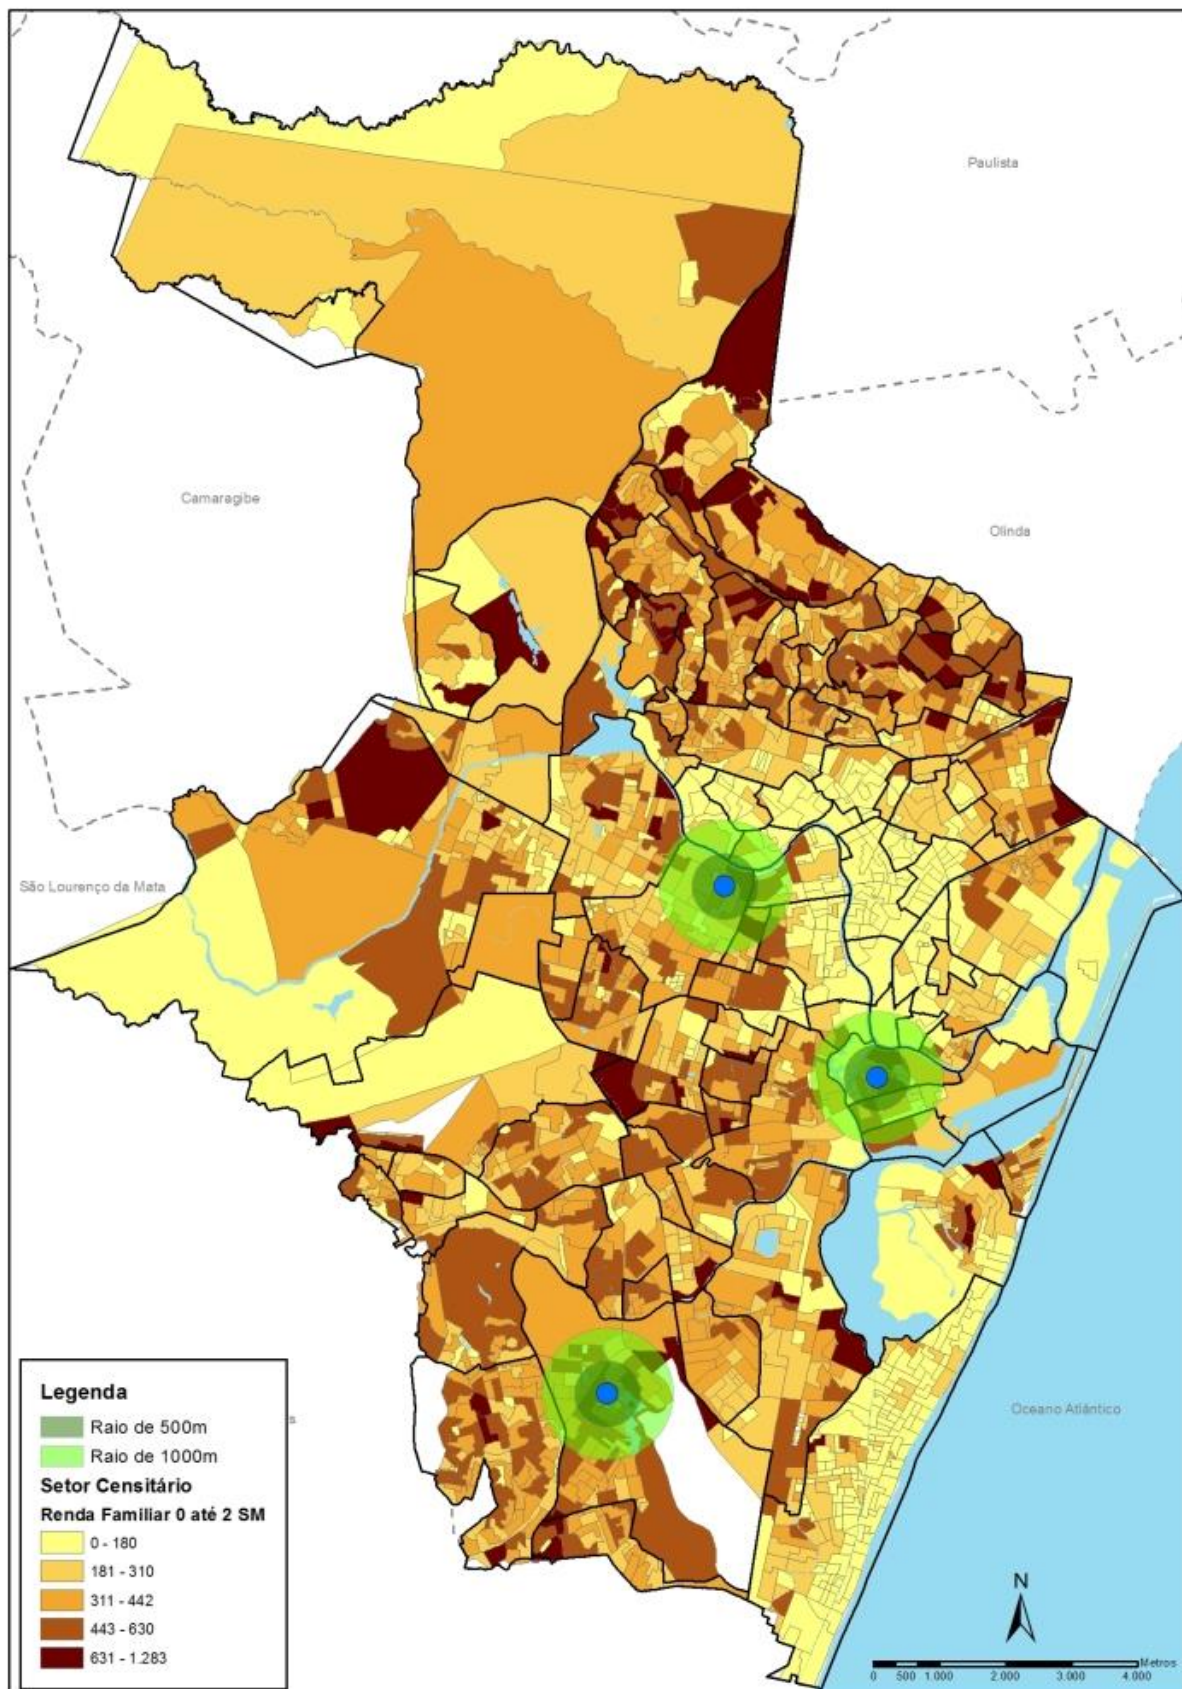 Paulista
Camaragibe
Olinda
São Lourenço da Mata
Oceano Atlântico
s
Legenda
Raio de 500m
Raio de 1000m
Setor Censitário
Renda Familiar 0 até 2 SM
0 - 180
181 - 310
311 - 442
443 - 630
631 - 1.283
N
Metros
0 500 1.000 2.000 3.000 4.000